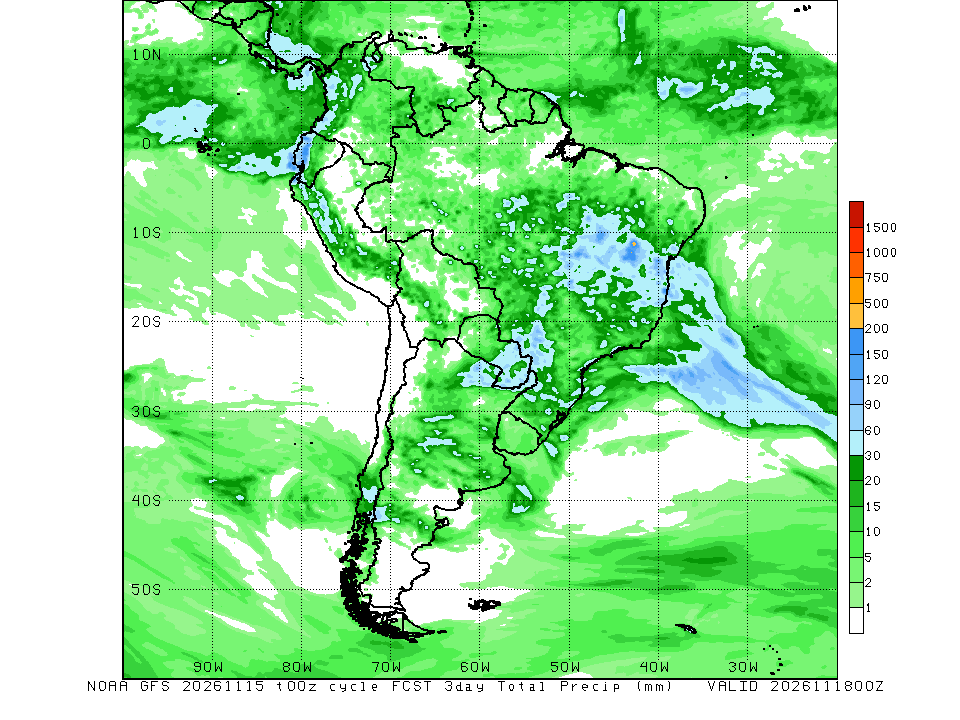 10N
0
10S
20S
30S
40S
50S
90W 80W 70W 60W 50W 40W 30W
1500
1000
750
500
200
150
120
90
60
30
20
15
10
5
2
1
NOAA GFS 20261115 t00z cycle FCST 3day Total Precip (mm) VALID 2026111800Z